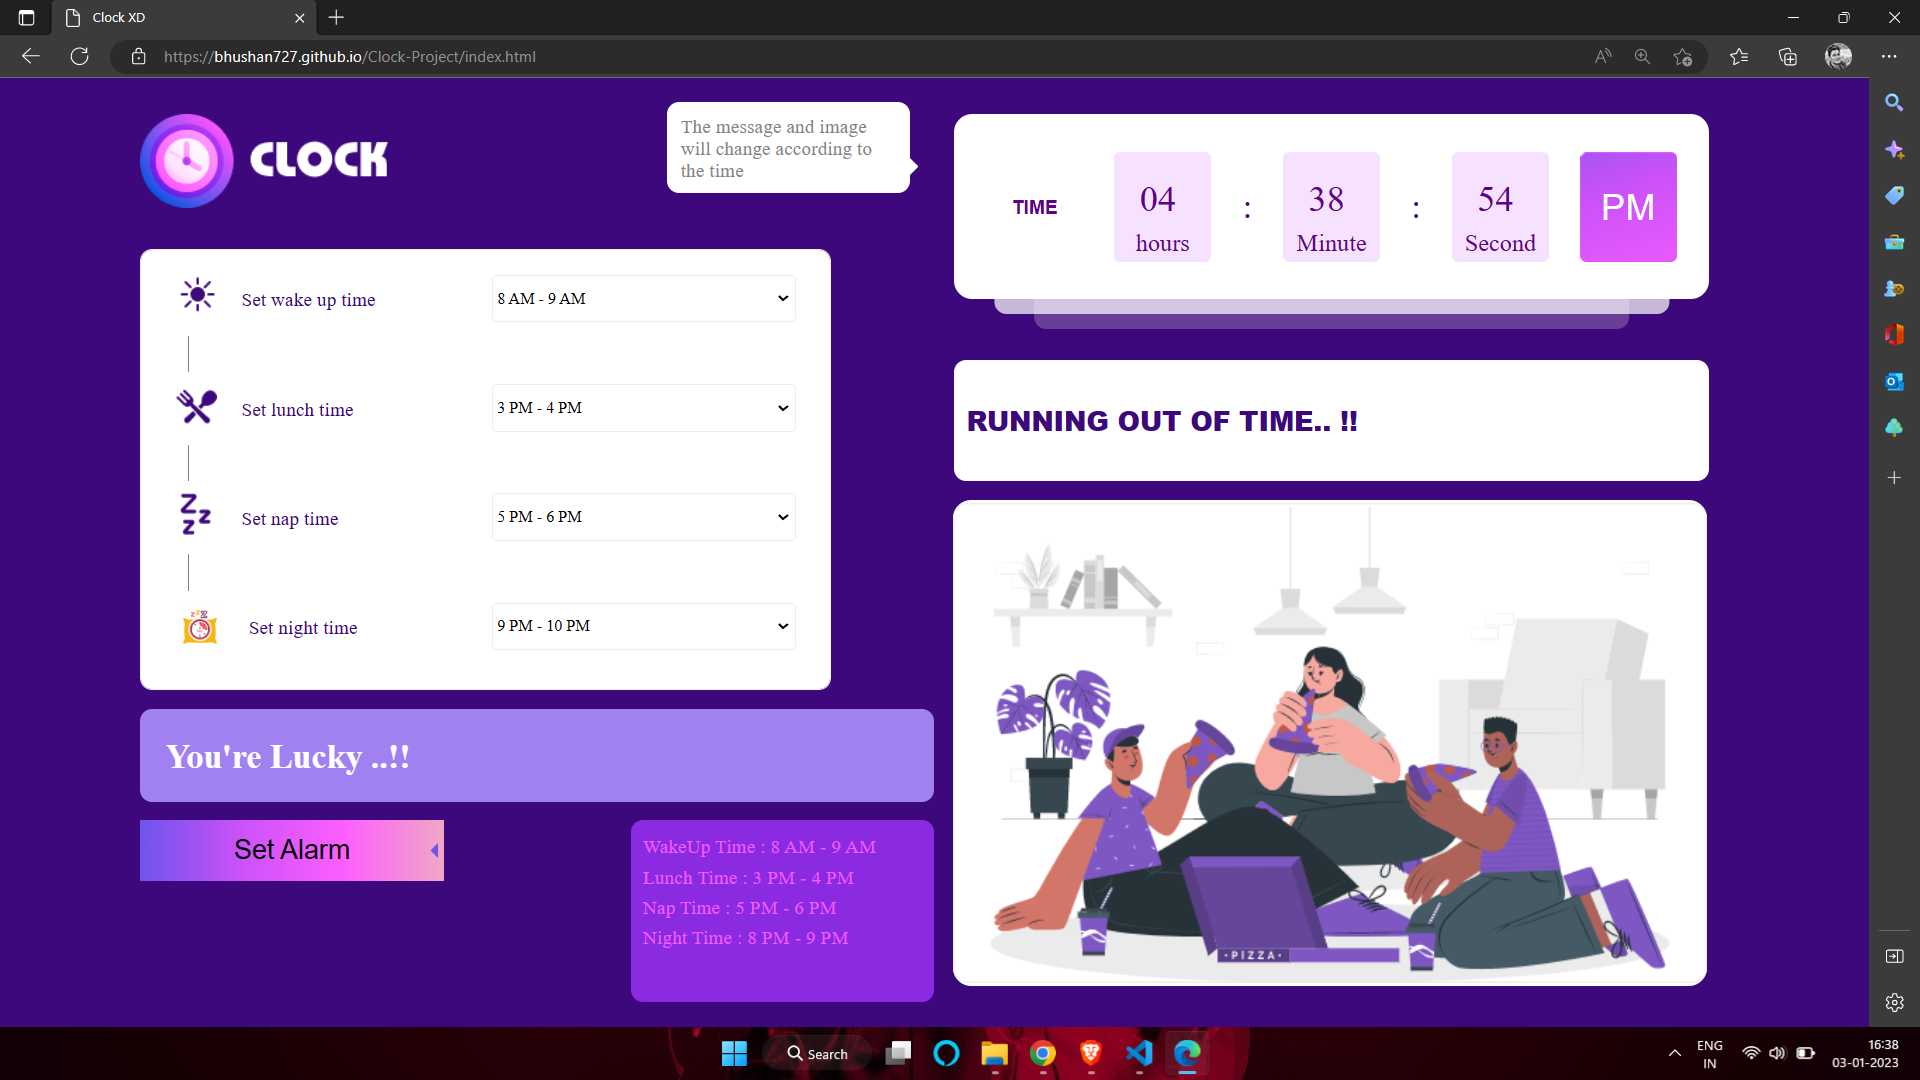 Clock XD
https://bhushan727.github.io/Clock-Project/index.html
CLOCK
The message and image
will change according to
the time
TIME
04
hours
:
38
Minute
:
54
Second
PM
Set wake up time
8 AM - 9 AM
Set lunch time
3 PM - 4 PM
Set nap time
5 PM - 6 PM
Set night time
9 PM - 10 PM
RUNNING OUT OF TIME.. !!
You're Lucky ..!!
Set Alarm
WakeUp Time : 8 AM - 9 AM
Lunch Time : 3 PM - 4 PM
Nap Time : 5 PM - 6 PM
Night Time : 8 PM - 9 PM
• PIZZA •
Search
ENG
IN
16:38
03-01-2023